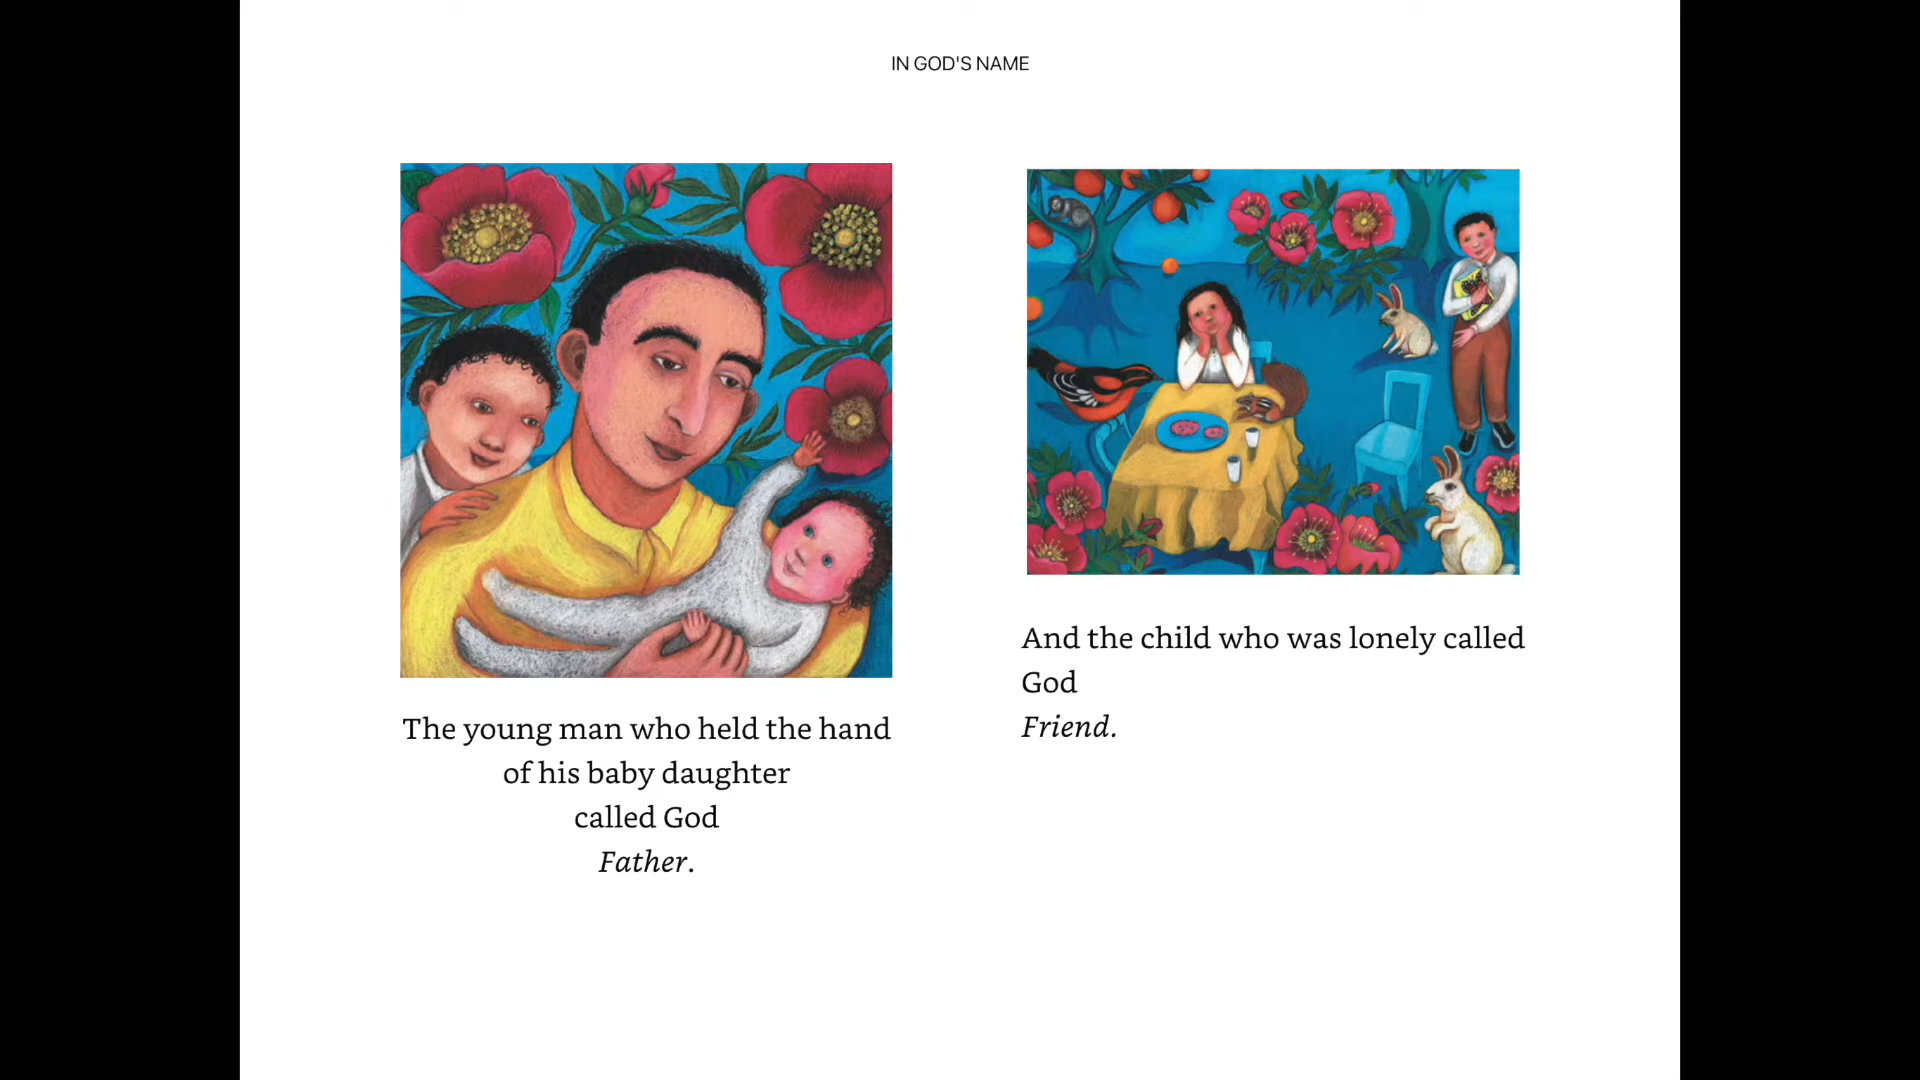 IN GOD'S NAME
The young man who held the hand
of his baby daughter
called God
Father.
And the child who was lonely called
God
Friend.